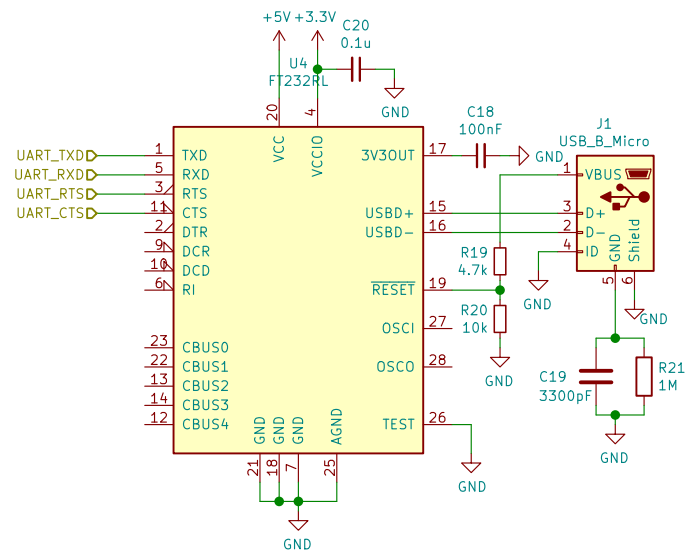 +5V +3.3V
C20
0.1u
U4
FT232RL
GND
20
4
VCC
VCCIO
C18
100nF
GND
J1
USB_B_Micro
UART_TXD 1 TXD
UART_RXD 5 RXD
UART_RTS 3 RTS
UART_CTS 11 CTS
2 DTR
9 DCR
10 DCD
6 RI
23 CBUS0
22 CBUS1
13 CBUS2
14 CBUS3
12 CBUS4
3V3OUT 17
USBD+ 15
USBD- 16
RESET 19
OSCI 27
OSCO 28
TEST 26
1 VBUS
3 D+
2 D-
4 ID
GND
Shield
5
6
R19
4.7k
R20
10k
GND
GND
GND
C19
3300pF
R21
1M
GND
GND
GND
GND
GND
AGND
21
18
7
25
GND
GND